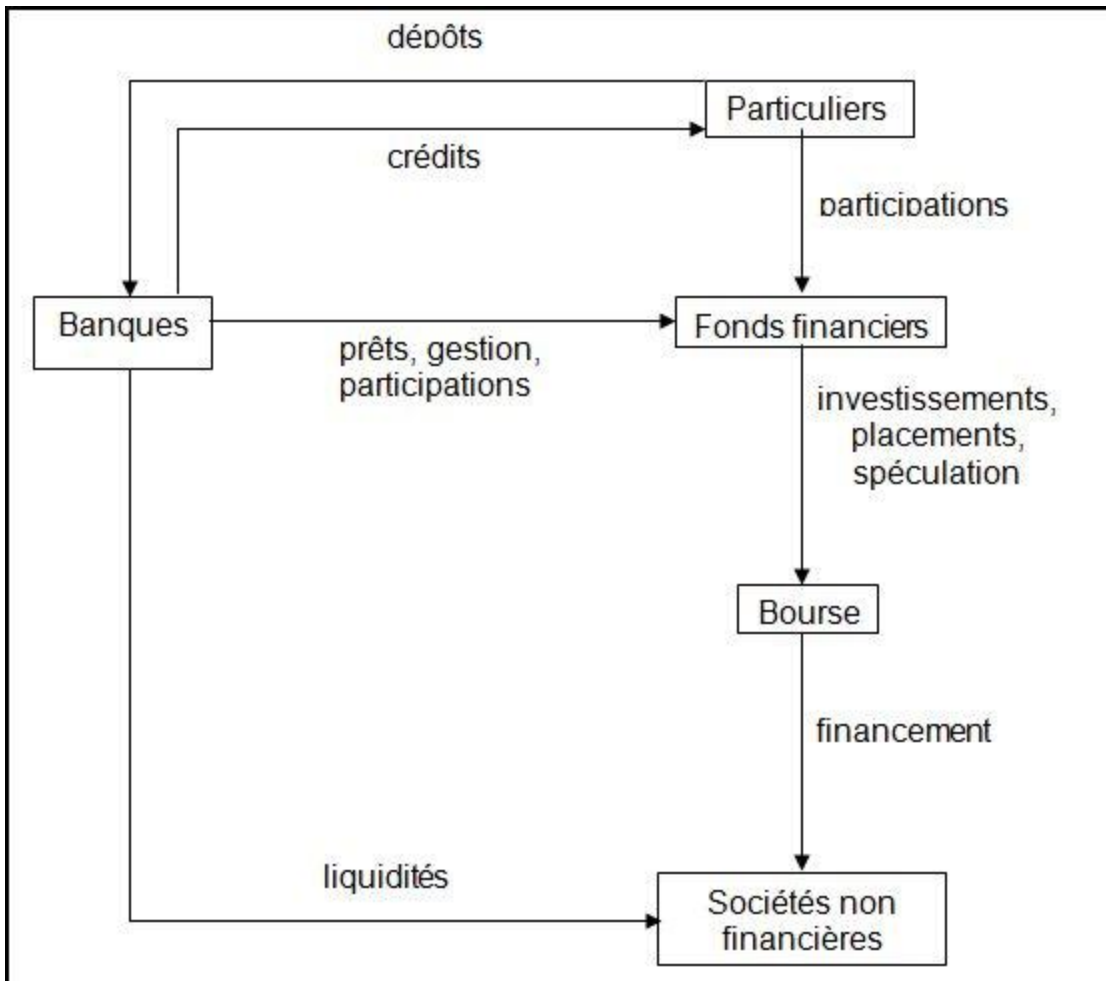 dépôts
Particuliers
crédits
participations
Banques
Fonds financiers
prêts, gestion,
participations
investissements,
placements,
spéculation
Bourse
financement
liquidités
Sociétés non
financières